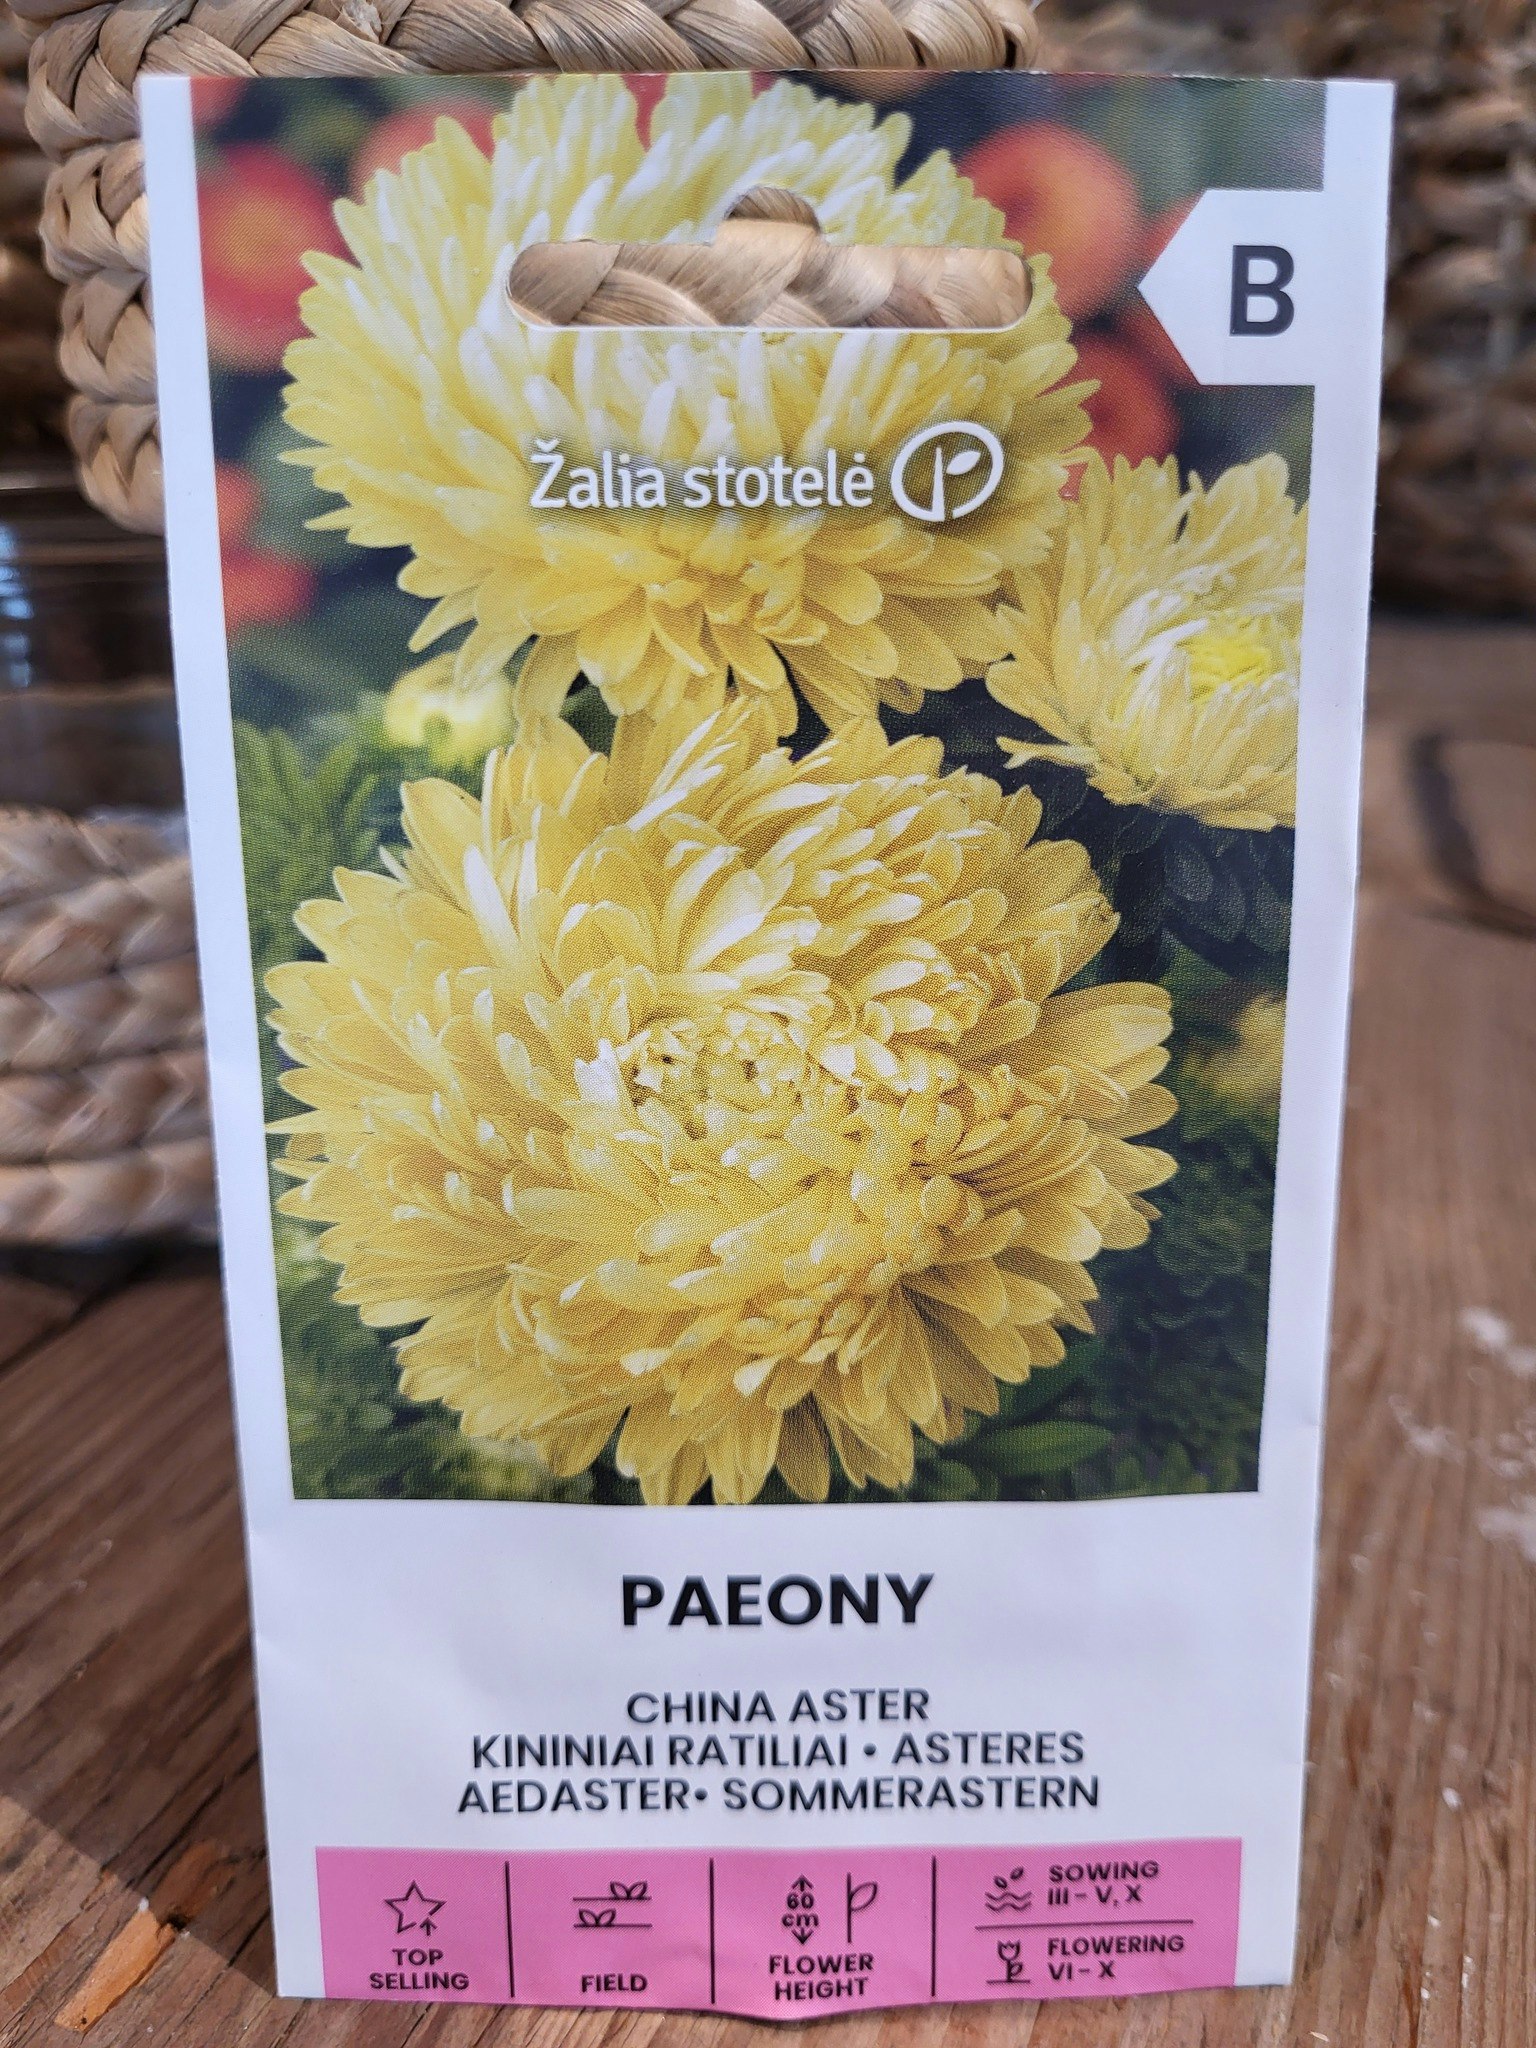 B
Žalia stotelė
PAEONY
CHINA ASTER
KININIAI RATILIAI • ASTERES
AEDASTER• SOMMERASTERN
TOP
SELLING
FIELD
60
cm
FLOWER
HEIGHT
SOWING
III - V, X
FLOWERING
VI - X